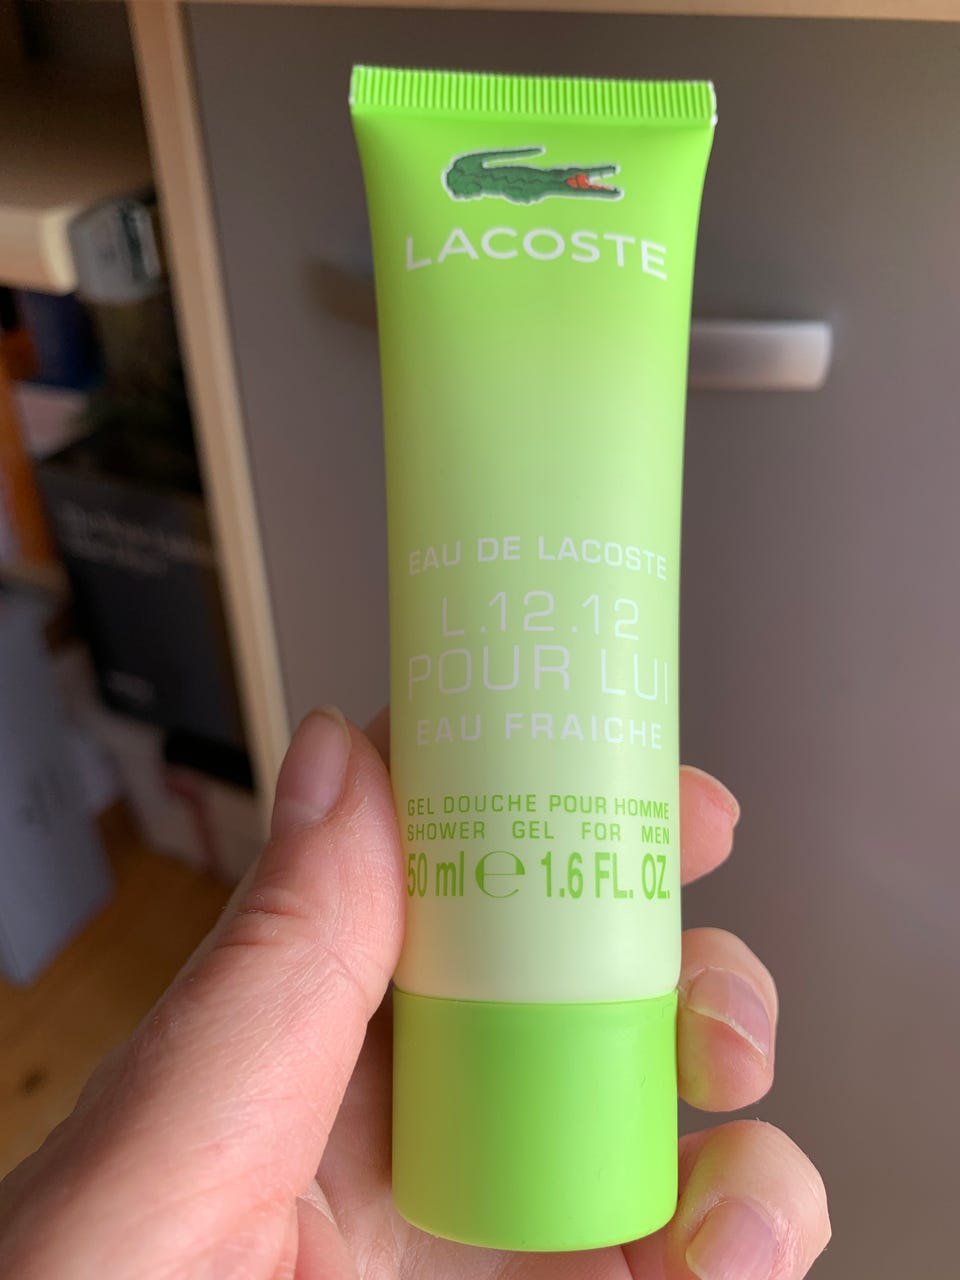 LACOSTE
EAU DE LACOSTE
L.12.12
POUR LUI
EAU FRAICHE
GEL DOUCHE POUR HOMME
SHOWER GEL FOR MEN
50 ml ℮ 1.6 FL. OZ.